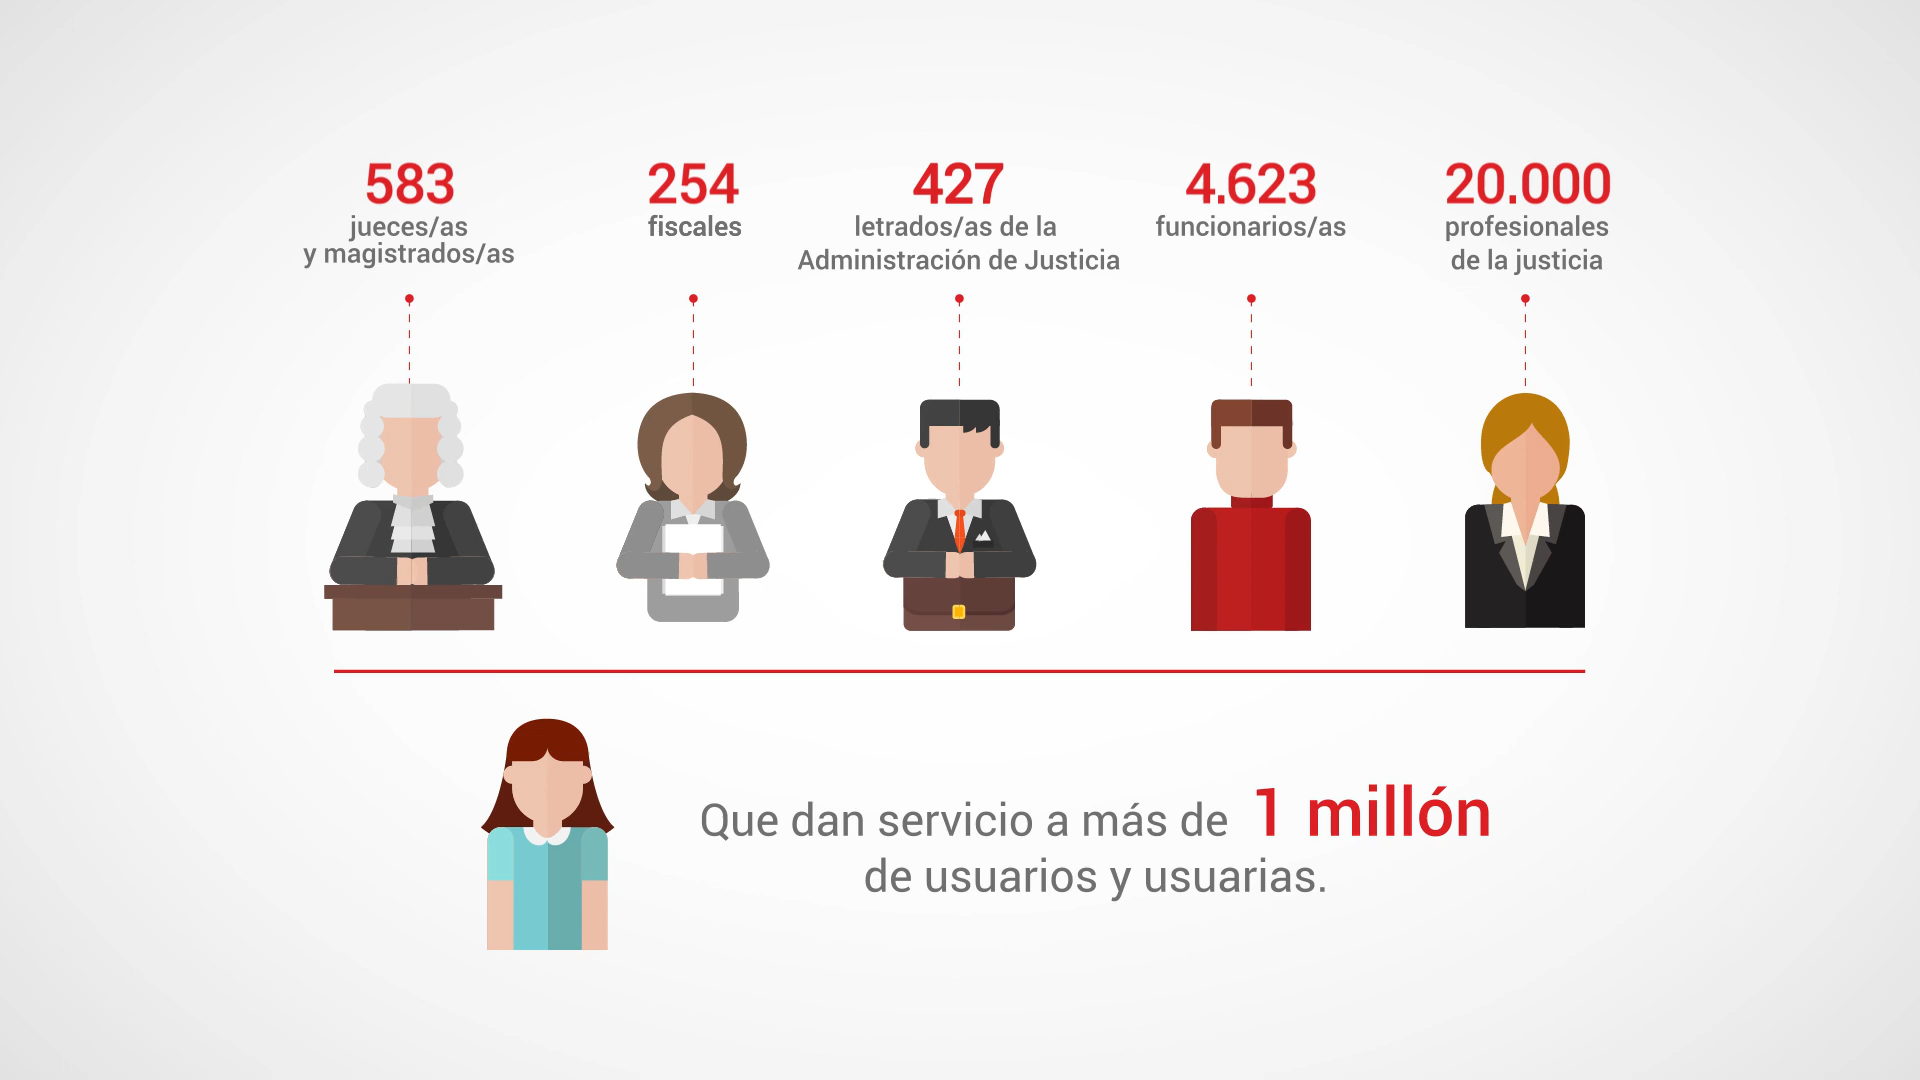 583
jueces/as
y magistrados/as
254
fiscales
427
letrados/as de la
Administración de Justicia
4.623
funcionarios/as
20.000
profesionales
de la justicia
Que dan servicio a más de 1 millón
de usuarios y usuarias.